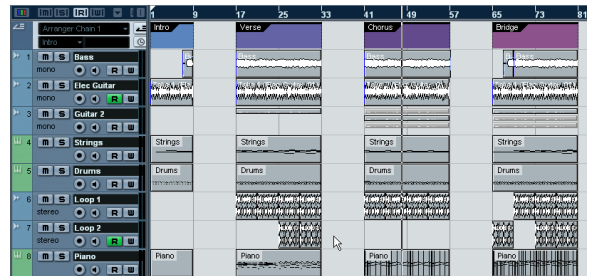 M S R W
1 9 17 25 33 41 49 57 65 73 81
Arranger Chain 1
Intro
Intro Verse Chorus Bridge
1 M S Bass
mono R W
Bass Bass
2 M S Elec Guitar
mono R W
3 M S Guitar 2
mono R W
4 M S Strings
R W
Strings Strings Strings Strings
5 M S Drums
R W
Drums Drums Drums Drums
6 M S Loop 1
stereo R W
7 M S Loop 2
stereo R W
8 M S Piano
R W
Piano Piano Piano Piano